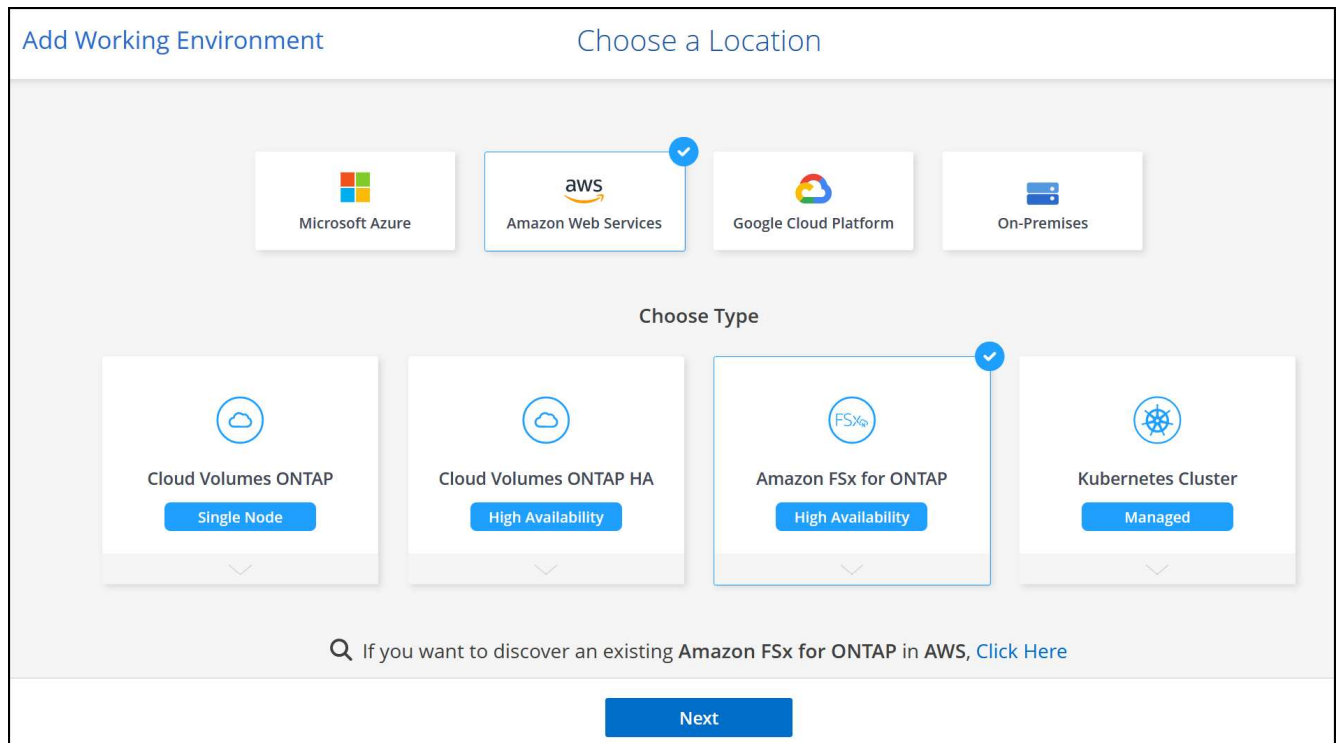 Add Working Environment
Choose a Location
aws
Microsoft Azure
Amazon Web Services
Google Cloud Platform
On-Premises
Choose Type
FSx
Cloud Volumes ONTAP
Cloud Volumes ONTAP HA
Amazon FSx for ONTAP
Kubernetes Cluster
Single Node
High Availability
High Availability
Managed
If you want to discover an existing Amazon FSx for ONTAP in AWS, Click Here
Next